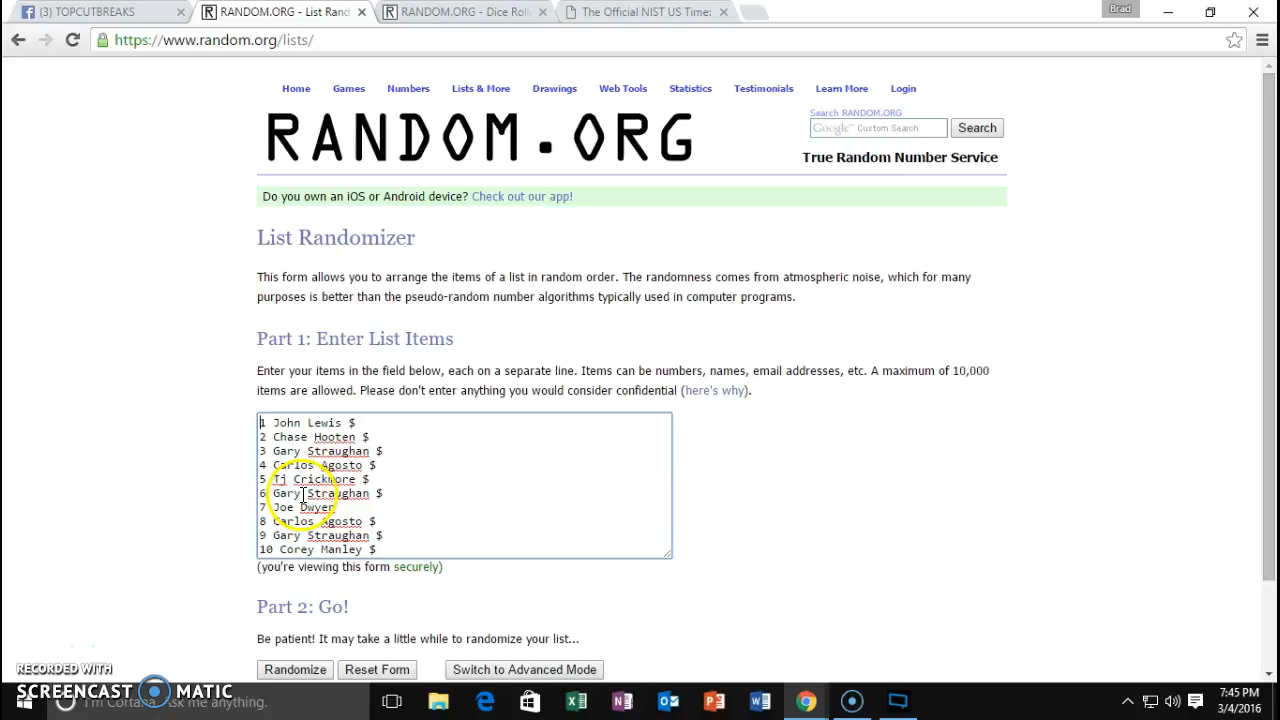 (3) TOPCUTBREAKS
RANDOM.ORG - List Rand
RANDOM.ORG - Dice Roll
The Official NIST US Time:
Brad
https://www.random.org/lists/
Home Games Numbers Lists & More Drawings Web Tools Statistics Testimonials Learn More Login
RANDOM.ORG
Search RANDOM.ORG
Google™ Custom Search
Search
True Random Number Service
Do you own an iOS or Android device? Check out our app!
List Randomizer
This form allows you to arrange the items of a list in random order. The randomness comes from atmospheric noise, which for many
purposes is better than the pseudo-random number algorithms typically used in computer programs.
Part 1: Enter List Items
Enter your items in the field below, each on a separate line. Items can be numbers, names, email addresses, etc. A maximum of 10,000
items are allowed. Please don't enter anything you would consider confidential (here's why).
1 John Lewis $
2 Chase Hooten $
3 Gary Straughan $
4 Carlos Agosto $
5 Tj Crickmore $
6 Gary Straughan $
7 Joe Dwyer
8 Carlos Agosto $
9 Gary Straughan $
10 Corey Manley $
(you're viewing this form securely)
Part 2: Go!
Be patient! It may take a little while to randomize your list...
Randomize Reset Form Switch to Advanced Mode
RECORDED WITH
SCREENCAST MATIC
I'm Cortana. Ask me anything.
7:45 PM
3/4/2016